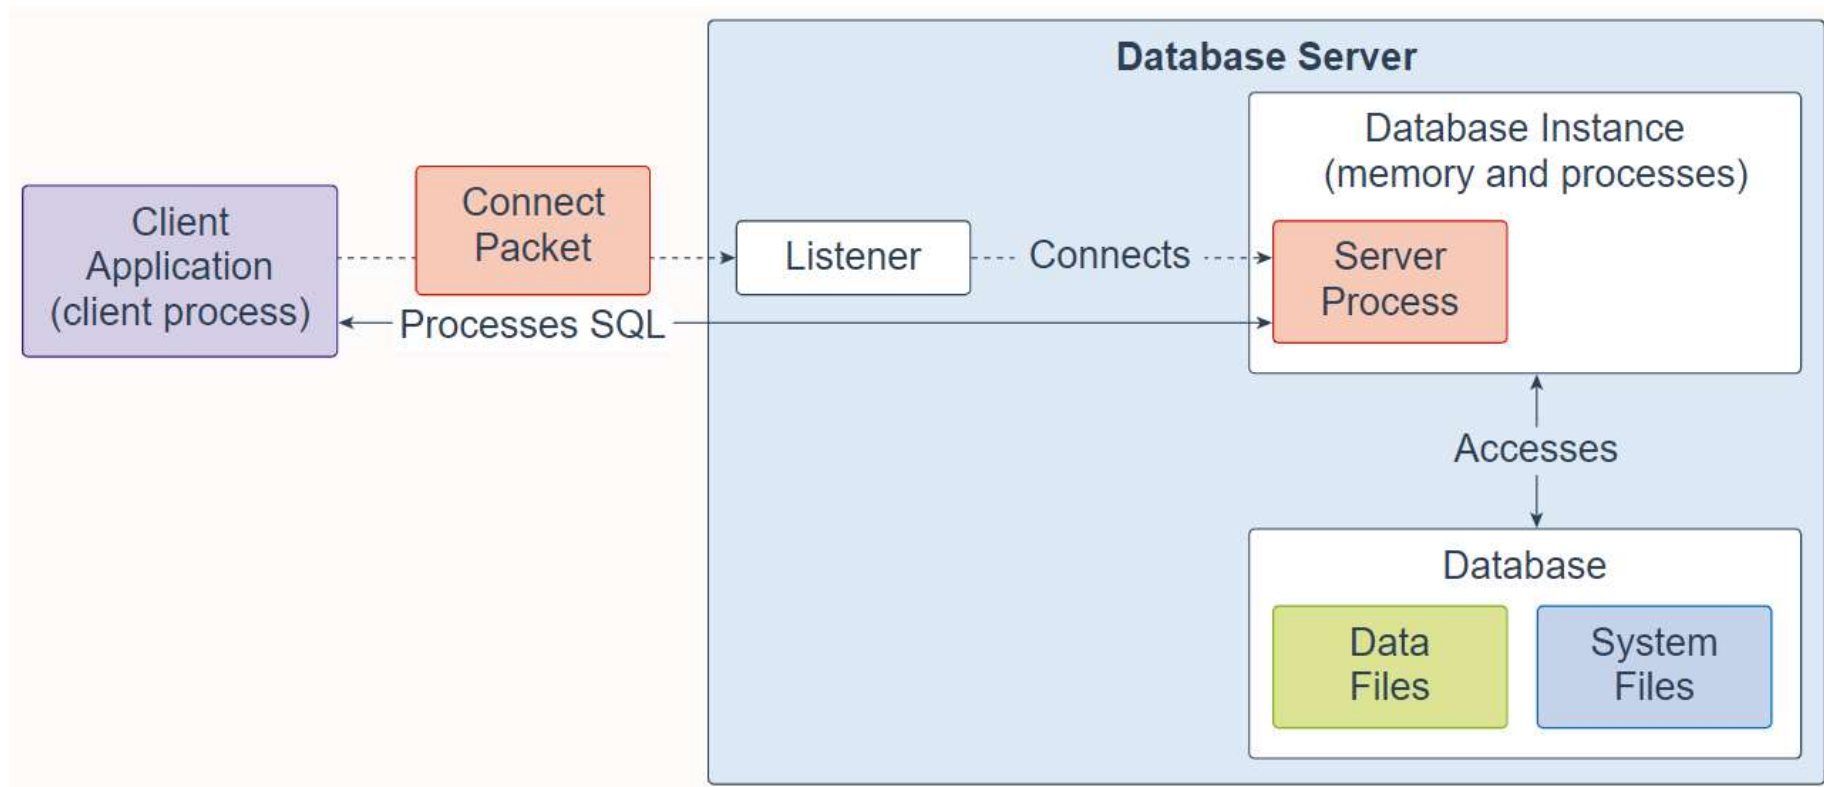 Database Server
Database Instance
(memory and processes)
Client
Application
(client process)
Connect
Packet
Listener
Connects
Server
Process
Processes SQL
Accesses
Database
Data
Files
System
Files